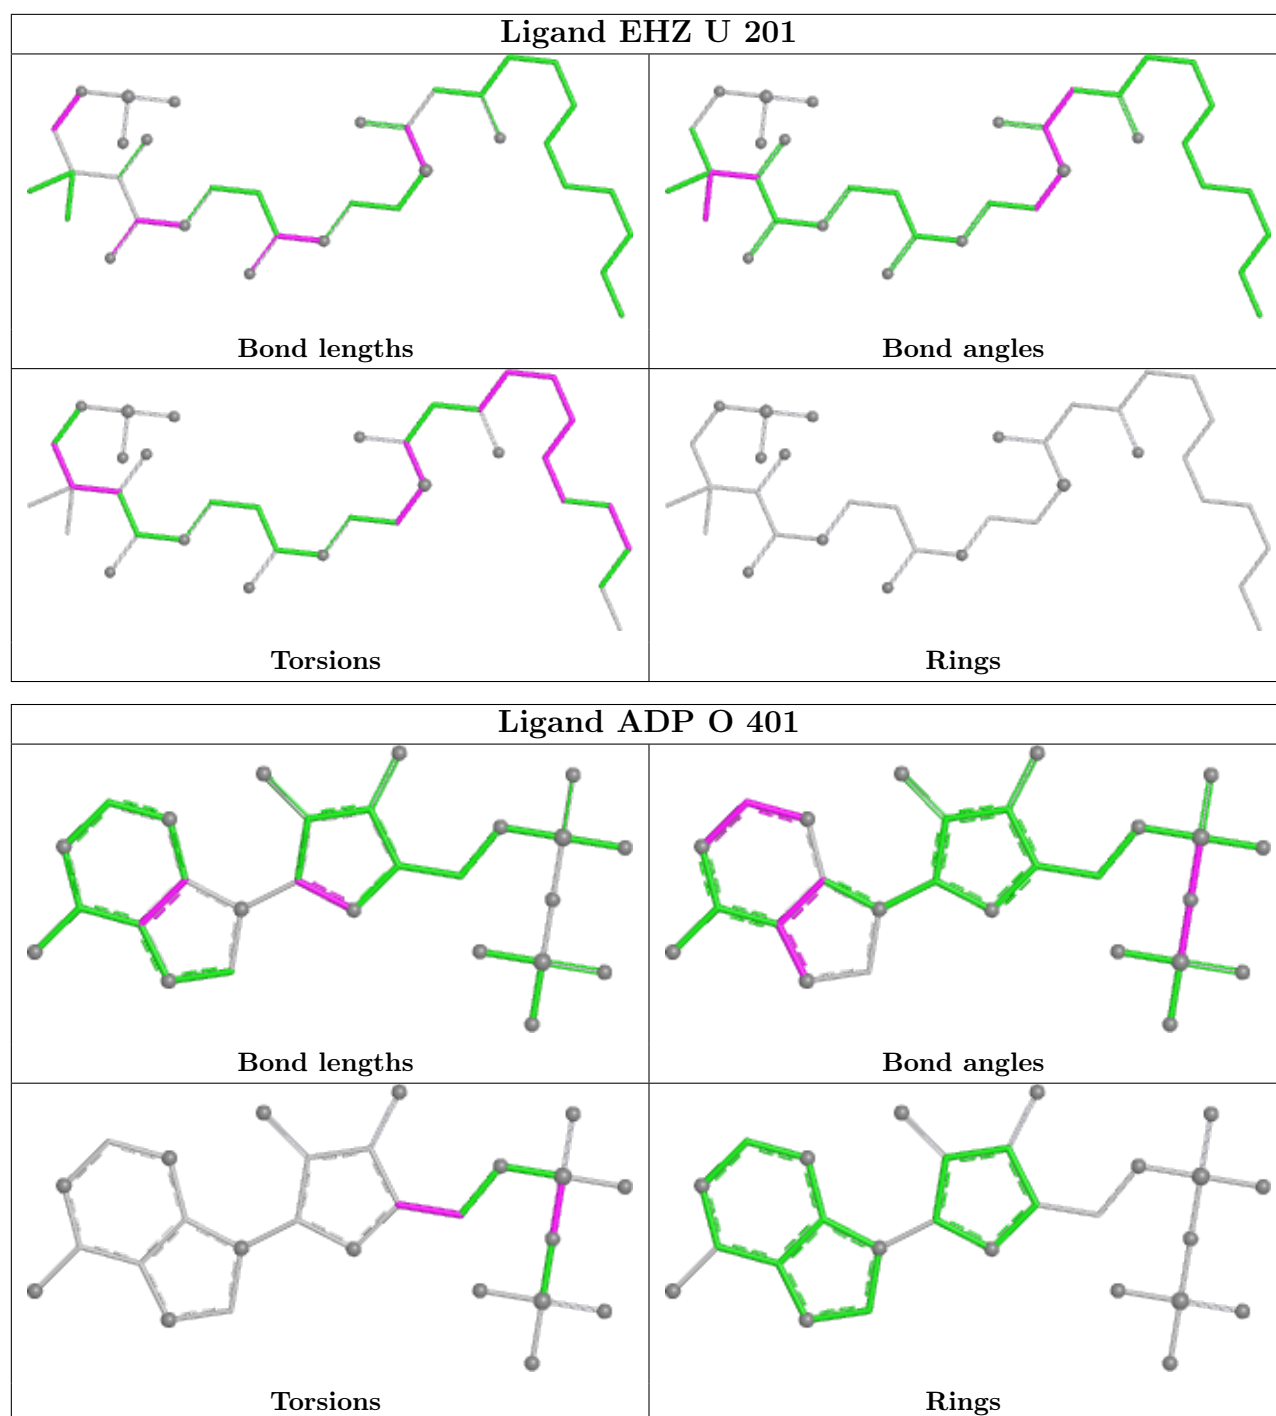 Ligand EHZ U 201
Bond lengths
Bond angles
Torsions
Rings
Ligand ADP O 401
Bond lengths
Bond angles
Torsions
Rings